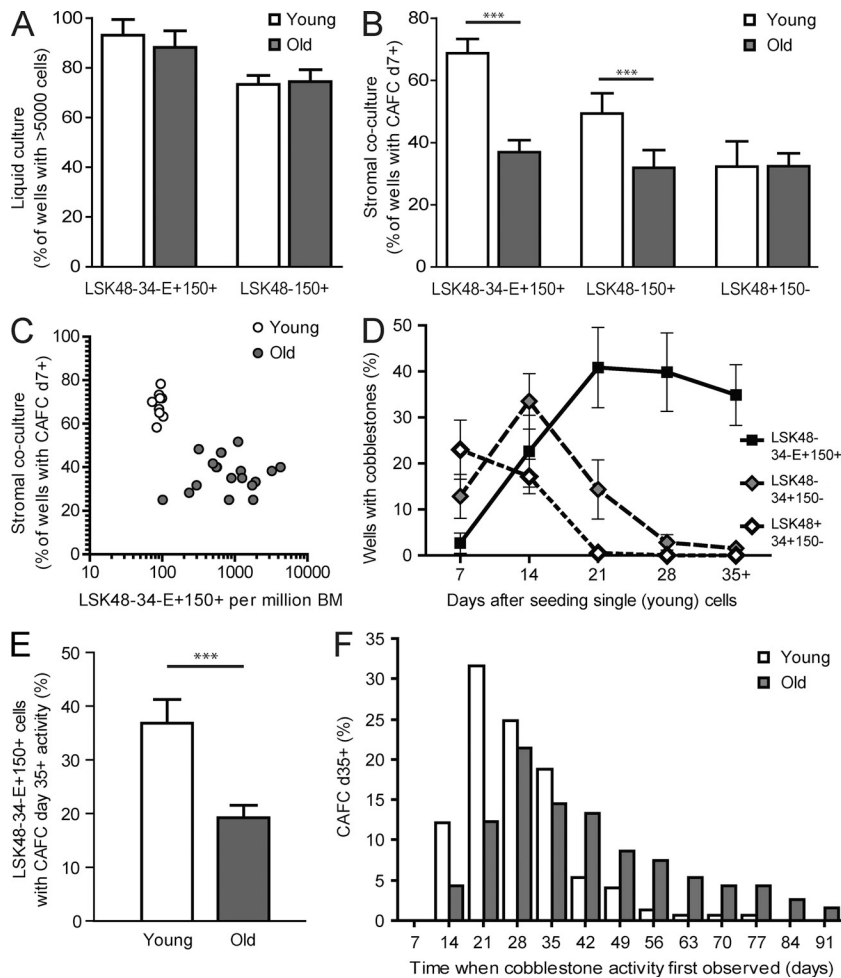 A
Liquid culture
(% of wells with >5000 cells)
100
80
60
40
20
0
Young
Old
LSK48-34-E+150+
LSK48-150+
B
Stromal co-culture
(% of wells with CAFC d7+)
80
60
40
20
0
***
***
Young
Old
LSK48-34-E+150+
LSK48-150+
LSK48+150-
C
Stromal co-culture
(% of wells with CAFC d7+)
100
80
60
40
20
0
Young
Old
10
100
1000
10000
LSK48-34-E+150+ per million BM
D
Wells with cobblestones (%)
50
40
30
20
10
0
LSK48-
34-E+150+
LSK48-
34+150-
LSK48+
34+150-
7
14
21
28
35+
Days after seeding single (young) cells
E
LSK48-34-E+150+ cells
with CAFC day 35+ activity (%)
50
40
30
20
10
0
***
Young
Old
F
CAFC d35+ (%)
35
30
25
20
15
10
5
0
Young
Old
7
14
21
28
35
42
49
56
63
70
77
84
91
Time when cobblestone activity first observed (days)